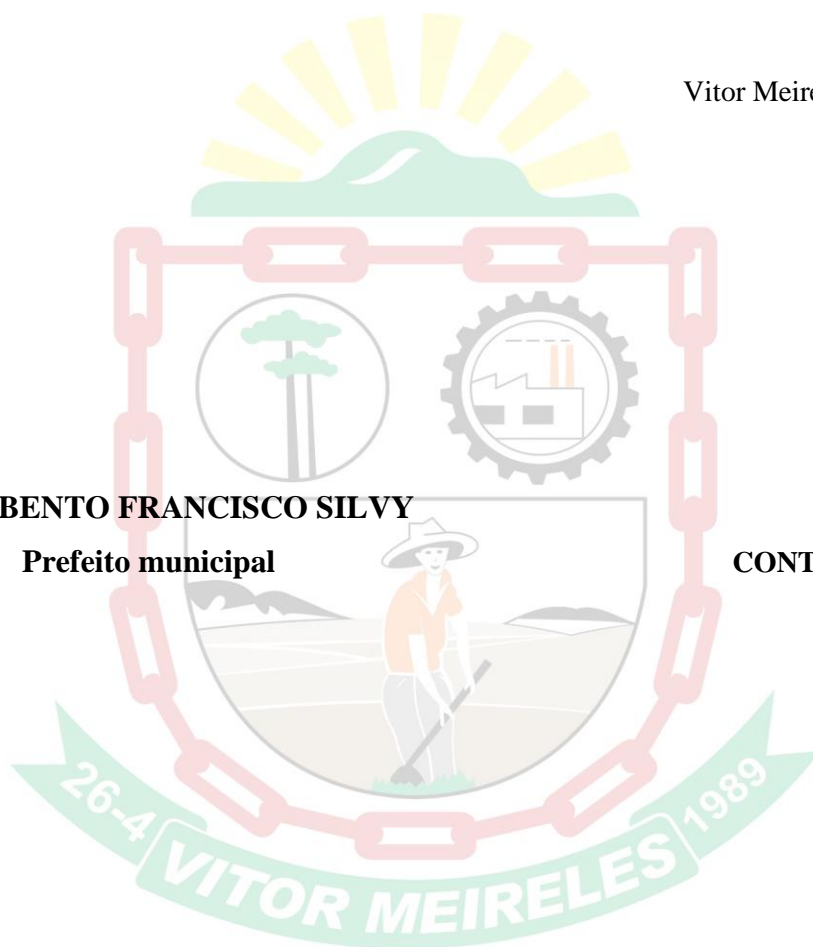 Vitor Meire
BENTO FRANCISCO SILVY
Prefeito municipal
CONT
26-4
1989
VITOR MEIRELES